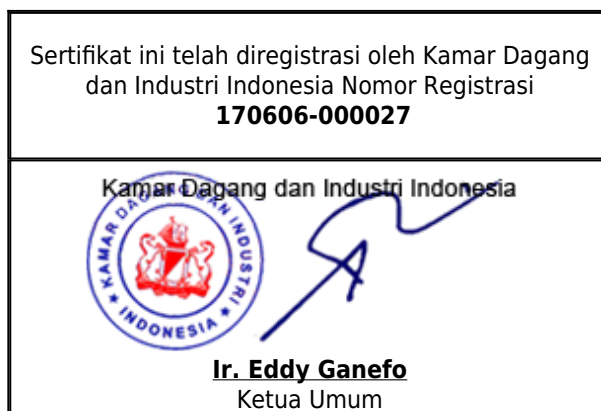 Sertifikat ini telah diregistrasi oleh Kamar Dagang
dan Industri Indonesia Nomor Registrasi
170606-000027
Kamar Dagang dan Industri Indonesia
KAMAR DAGANG DAN INDUSTRI
INDONESIA
Ir. Eddy Ganefo
Ketua Umum